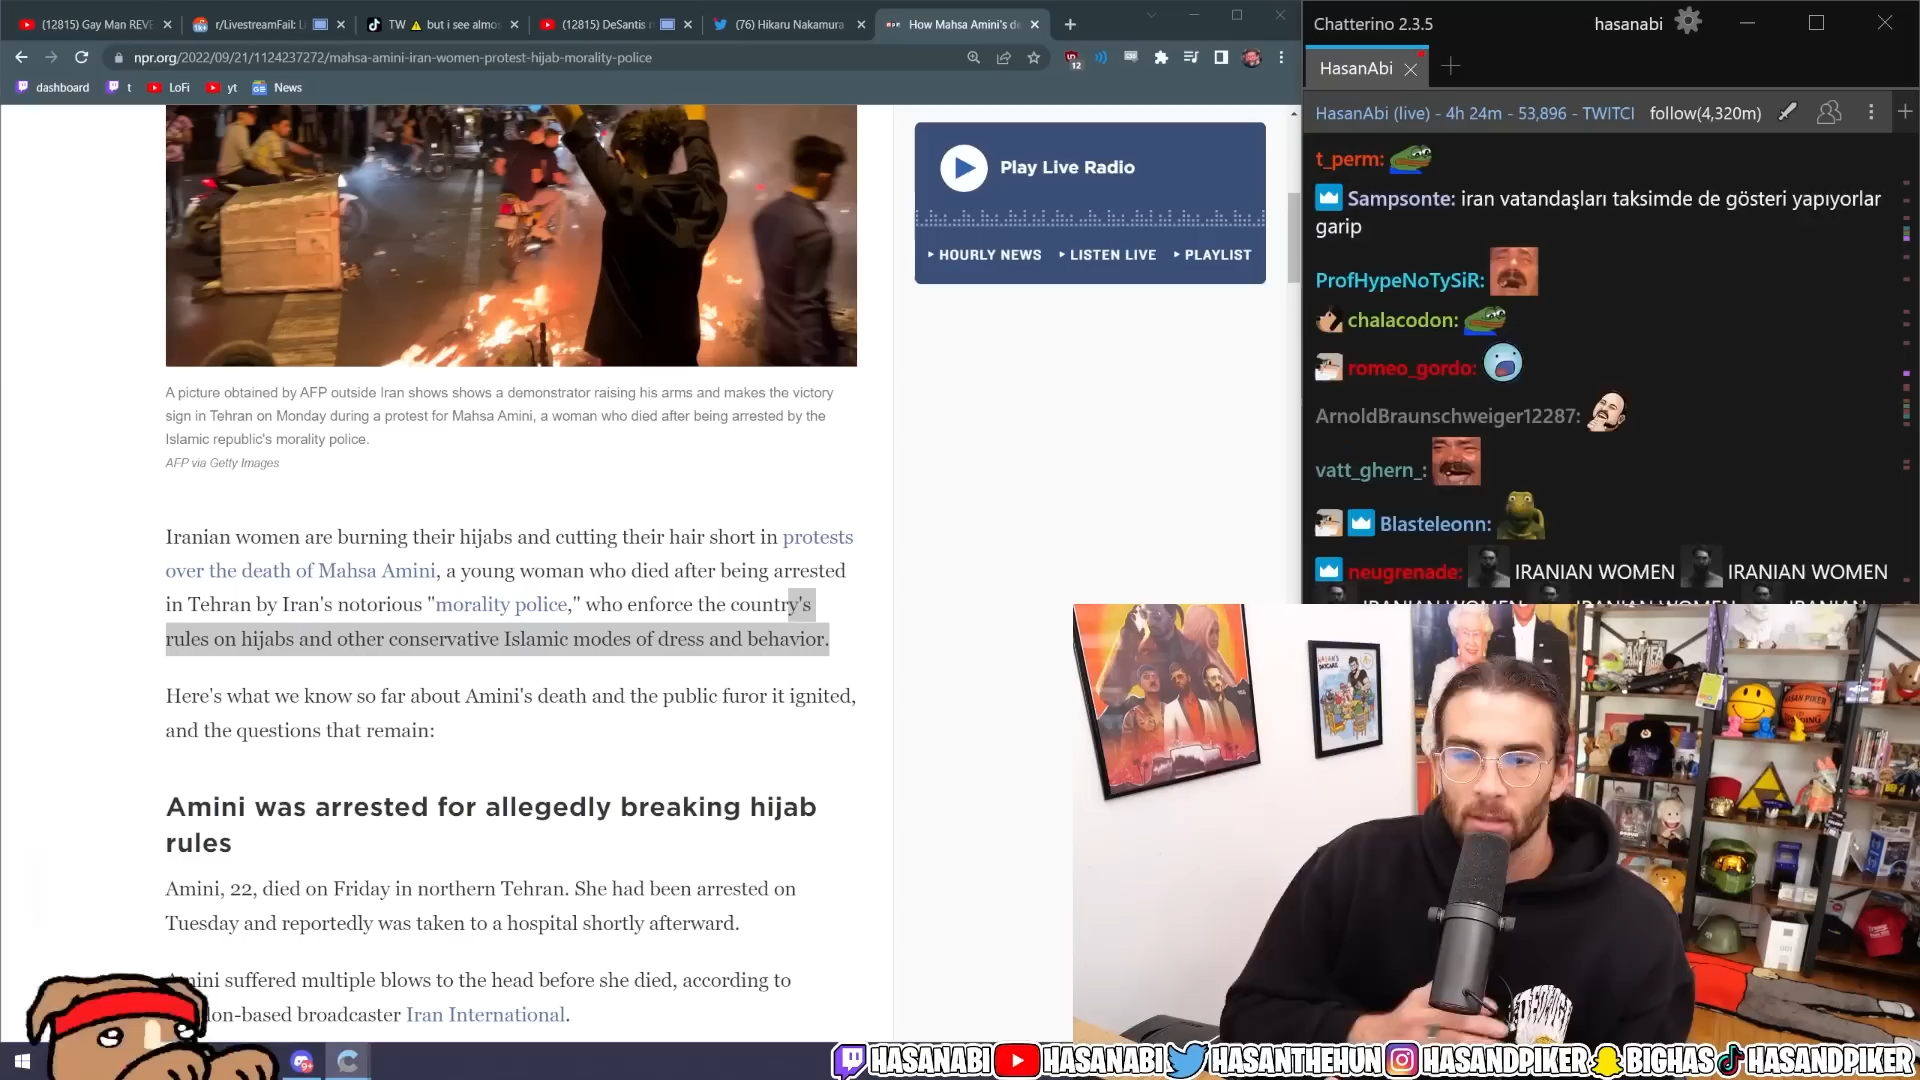 (12815) Gay Man REVE
r/LivestreamFail:
TW ⚠ but i see almos
(12815) DeSantis
(76) Hikaru Nakamura
How Mahsa Amini's de
npr.org/2022/09/21/1124237272/mahsa-amini-iran-women-protest-hijab-morality-police
12
dashboard
t
LoFi
yt
News
Play Live Radio
HOURLY NEWS
LISTEN LIVE
PLAYLIST
A picture obtained by AFP outside Iran shows shows a demonstrator raising his arms and makes the victory
sign in Tehran on Monday during a protest for Mahsa Amini, a woman who died after being arrested by the
Islamic republic's morality police.
AFP via Getty Images
Iranian women are burning their hijabs and cutting their hair short in protests
over the death of Mahsa Amini, a young woman who died after being arrested
in Tehran by Iran's notorious "morality police," who enforce the country's
rules on hijabs and other conservative Islamic modes of dress and behavior.
Here's what we know so far about Amini's death and the public furor it ignited,
and the questions that remain:
Amini was arrested for allegedly breaking hijab
rules
Amini, 22, died on Friday in northern Tehran. She had been arrested on
Tuesday and reportedly was taken to a hospital shortly afterward.
mini suffered multiple blows to the head before she died, according to
don-based broadcaster Iran International.
Chatterino 2.3.5
hasanabi
HasanAbi
HasanAbi (live) - 4h 24m - 53,896 - TWITCI
follow(4,320m)
t_perm:
Sampsonte: iran vatandaşları taksimde de gösteri yapıyorlar
garip
ProfHypeNoTySiR:
chalacodon:
romeo_gordo:
ArnoldBraunschweiger12287:
vatt_ghern_:
Blasteleonn:
neugrenade: IRANIAN WOMEN IRANIAN WOMEN
HASANABI HASANABI HASANTHEHUN HASANDPIKER BIGHAS HASANDPIKER